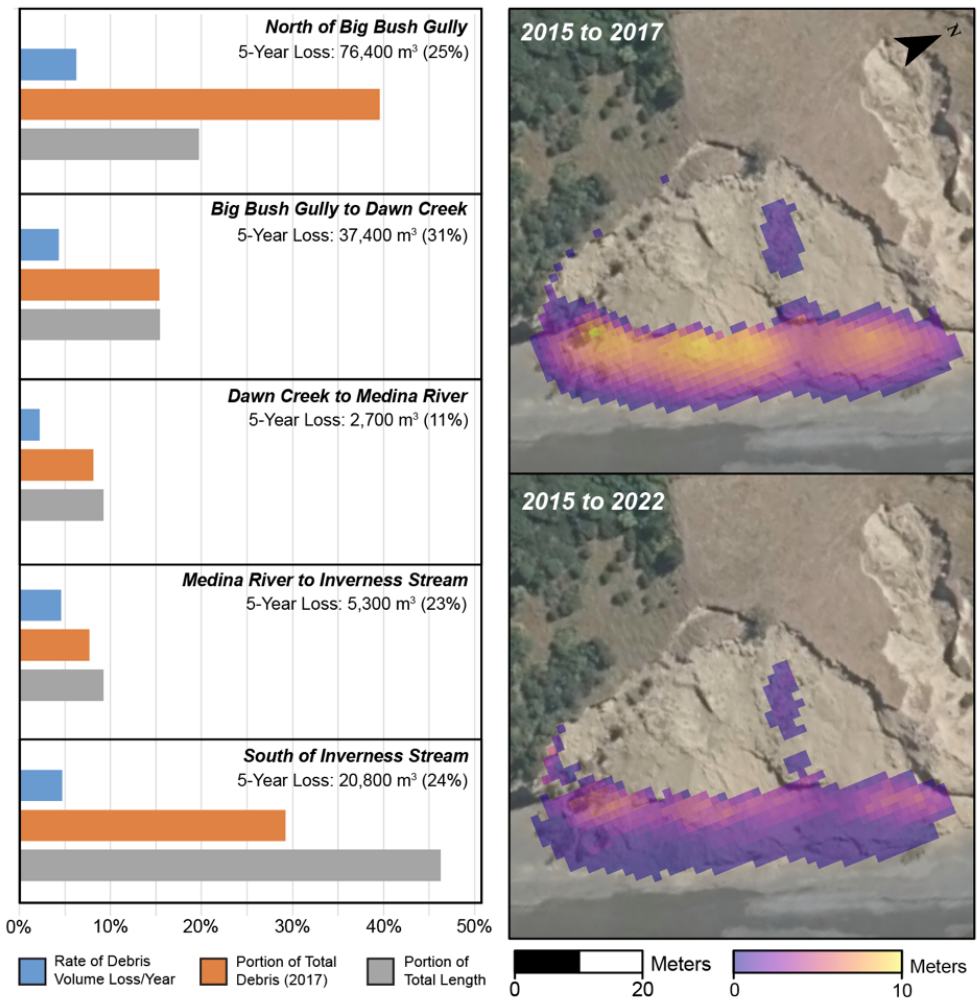 North of Big Bush Gully
5-Year Loss: 76,400 m³ (25%)
Big Bush Gully to Dawn Creek
5-Year Loss: 37,400 m³ (31%)
Dawn Creek to Medina River
5-Year Loss: 2,700 m³ (11%)
Medina River to Inverness Stream
5-Year Loss: 5,300 m³ (23%)
South of Inverness Stream
5-Year Loss: 20,800 m³ (24%)
0% 10% 20% 30% 40% 50%
Rate of Debris
Volume Loss/Year
Portion of Total
Debris (2017)
Portion of
Total Length
2015 to 2017
N
2015 to 2022
Meters
0 20
Meters
0 10